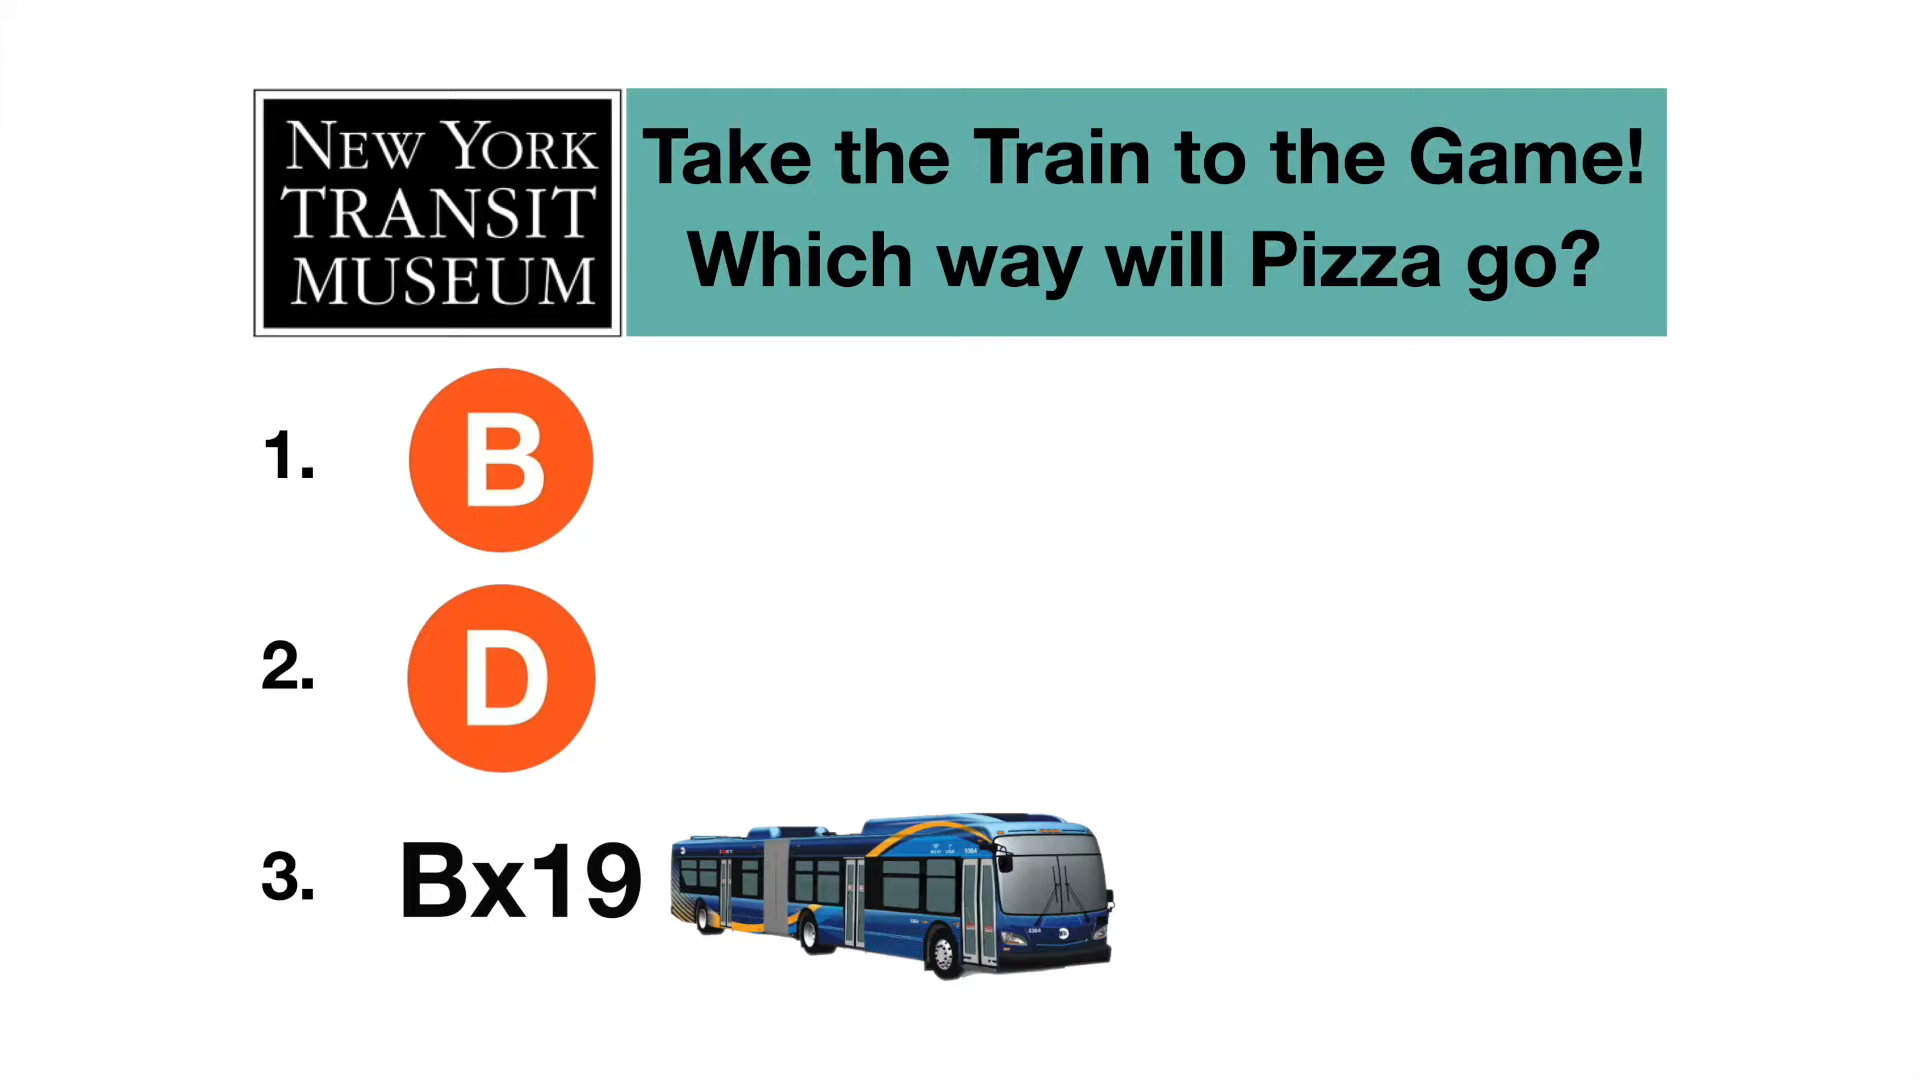 NEW YORK
TRANSIT
MUSEUM
Take the Train to the Game!
Which way will Pizza go?
1. B
2. D
3. Bx19